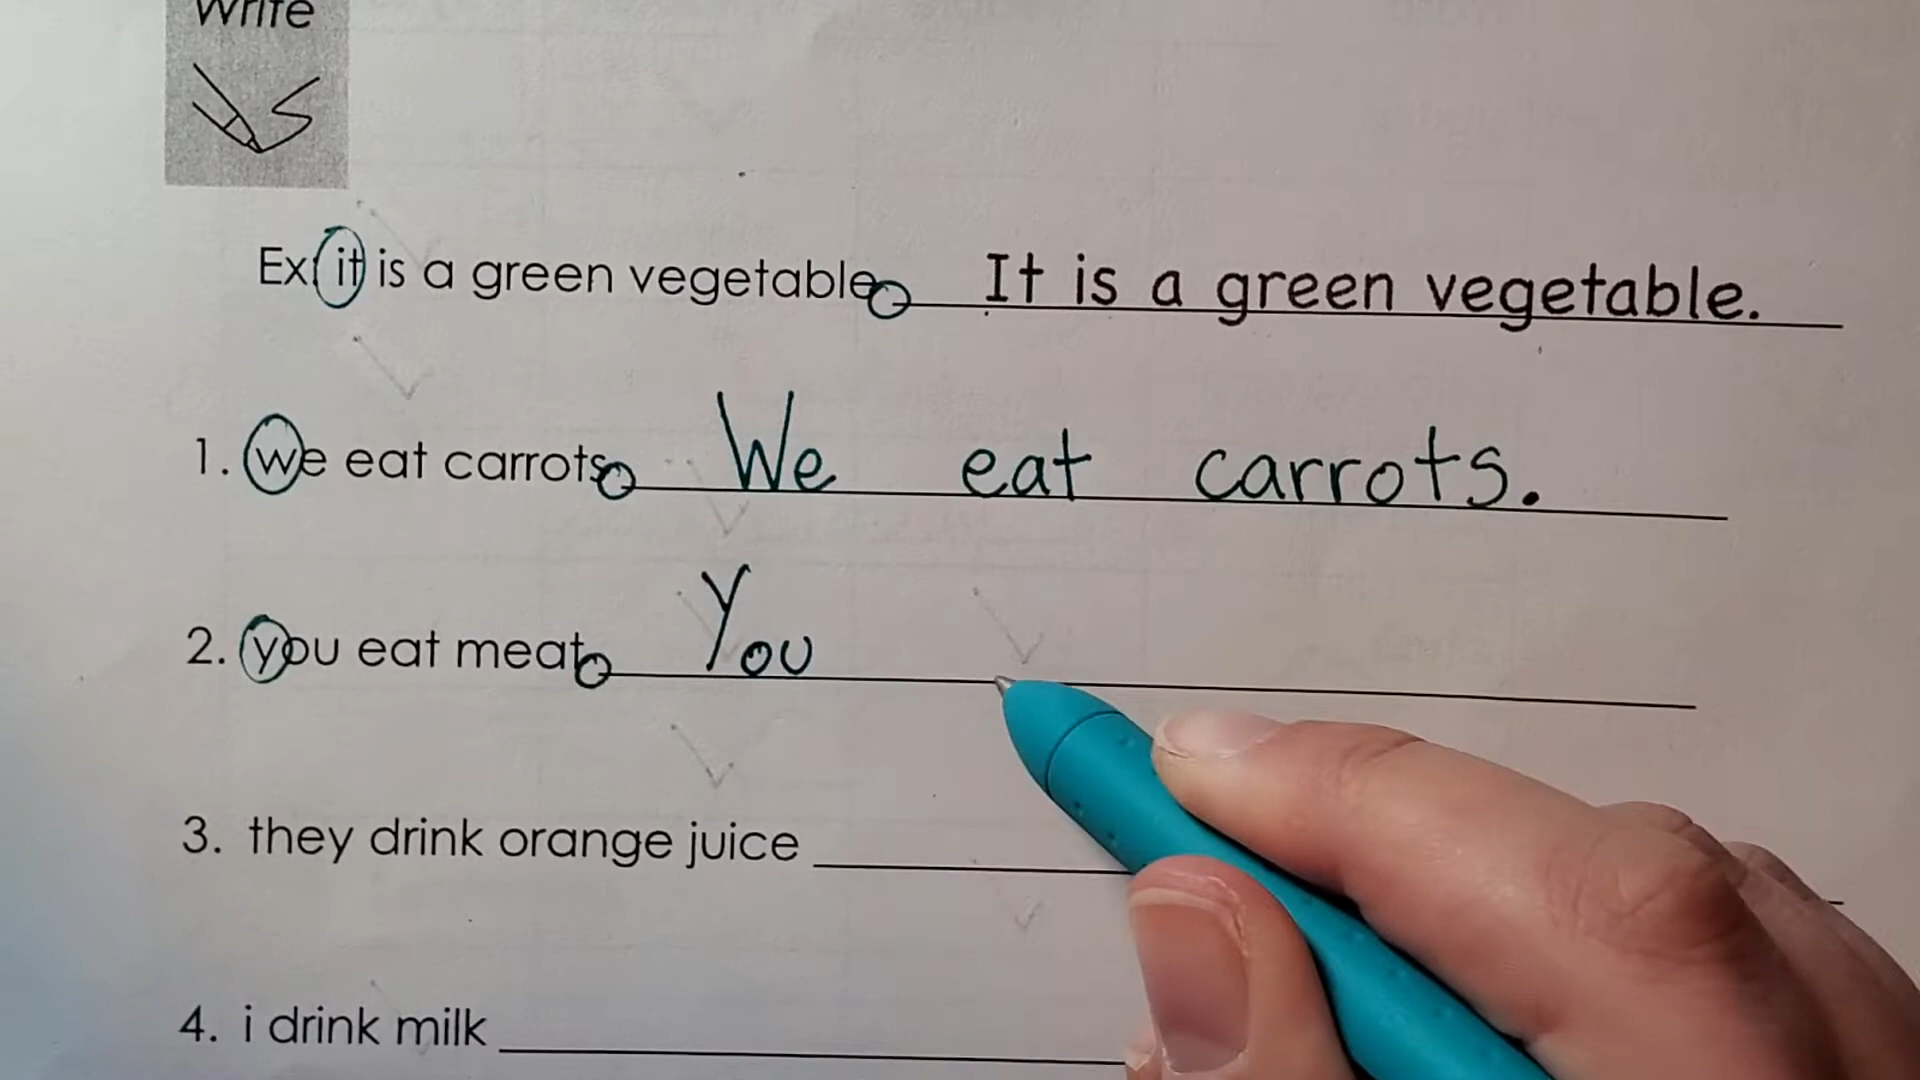 Write
Ex. it is a green vegetable It is a green vegetable.
1. we eat carrots We eat carrots.
2. you eat meat You
3. they drink orange juice
4. i drink milk